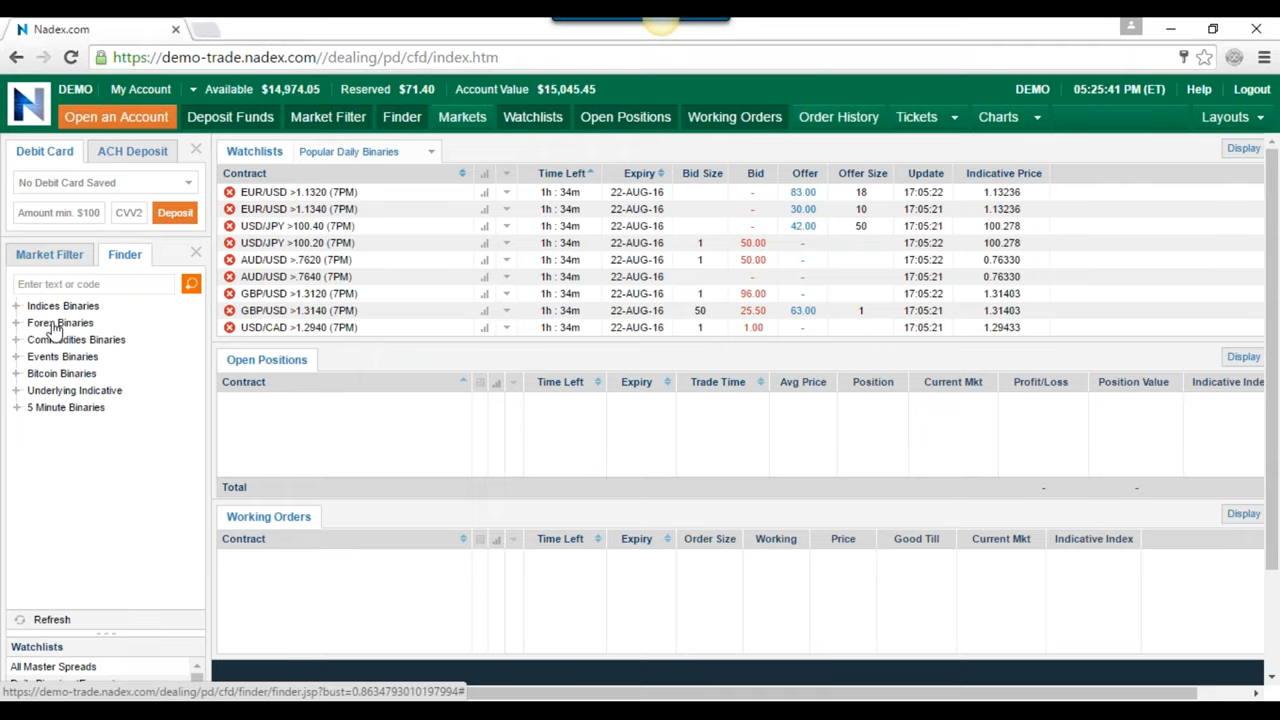 Nadex.com
https://demo-trade.nadex.com//dealing/pd/cfd/index.htm
DEMO My Account Available $14,974.05 Reserved $71.40 Account Value $15,045.45 DEMO 05:25:41 PM (ET) Help Logout
Open an Account Deposit Funds Market Filter Finder Markets Watchlists Open Positions Working Orders Order History Tickets Charts Layouts
Debit Card ACH Deposit
No Debit Card Saved
Amount min. $100 CVV2 Deposit
Market Filter Finder
Enter text or code
Indices Binaries
Forex Binaries
Commodities Binaries
Events Binaries
Bitcoin Binaries
Underlying Indicative
5 Minute Binaries
Refresh
Watchlists
All Master Spreads
Watchlists Popular Daily Binaries Display
Contract Time Left Expiry Bid Size Bid Offer Offer Size Update Indicative Price
EUR/USD >1.1320 (7PM) 1h : 34m 22-AUG-16 - 83.00 18 17:05:22 1.13236
EUR/USD >1.1340 (7PM) 1h : 34m 22-AUG-16 - 30.00 10 17:05:21 1.13236
USD/JPY >100.40 (7PM) 1h : 34m 22-AUG-16 - 42.00 50 17:05:21 100.278
USD/JPY >100.20 (7PM) 1h : 34m 22-AUG-16 1 50.00 - 17:05:22 100.278
AUD/USD >.7620 (7PM) 1h : 34m 22-AUG-16 1 50.00 - 17:05:22 0.76330
AUD/USD >.7640 (7PM) 1h : 34m 22-AUG-16 - - 17:05:21 0.76330
GBP/USD >1.3120 (7PM) 1h : 34m 22-AUG-16 1 96.00 - 17:05:22 1.31403
GBP/USD >1.3140 (7PM) 1h : 34m 22-AUG-16 50 25.50 63.00 1 17:05:21 1.31403
USD/CAD >1.2940 (7PM) 1h : 34m 22-AUG-16 1 1.00 - 17:05:21 1.29433
Open Positions Display
Contract Time Left Expiry Trade Time Avg Price Position Current Mkt Profit/Loss Position Value Indicative Inde
Total - -
Working Orders Display
Contract Time Left Expiry Order Size Working Price Good Till Current Mkt Indicative Index
https://demo-trade.nadex.com/dealing/pd/cfd/finder/finder.jsp?bust=0.8634793010197994#